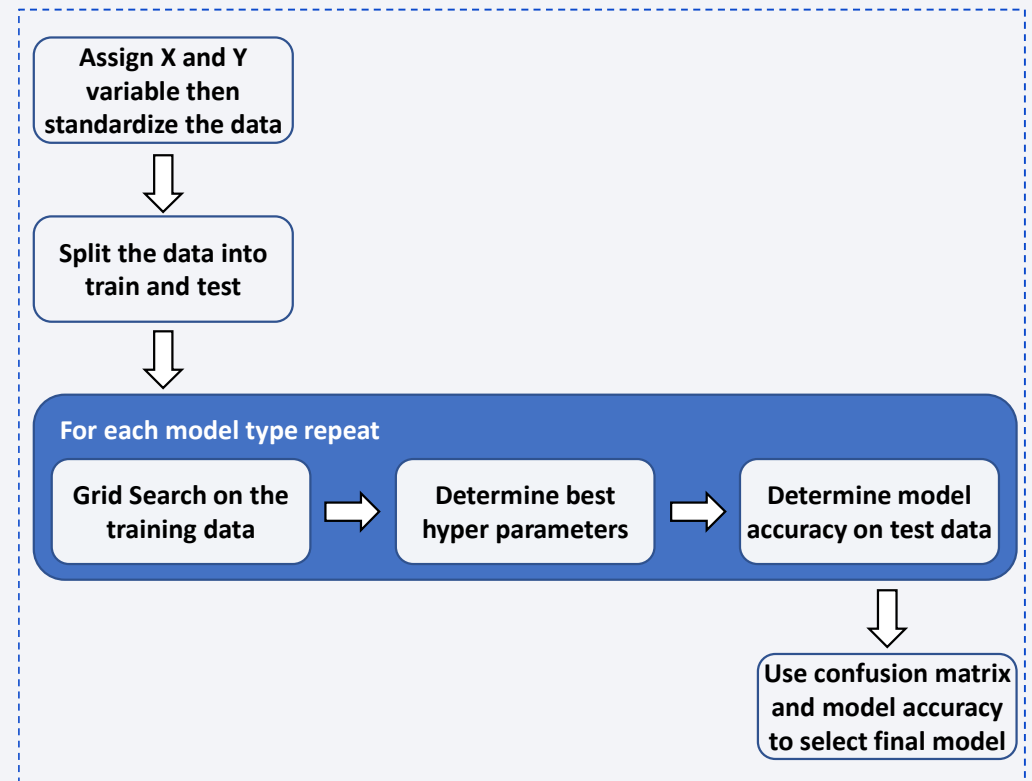 Assign X and Y
variable then
standardize the data
Split the data into
train and test
For each model type repeat
Grid Search on the
training data
Determine best
hyper parameters
Determine model
accuracy on test data
Use confusion matrix
and model accuracy
to select final model